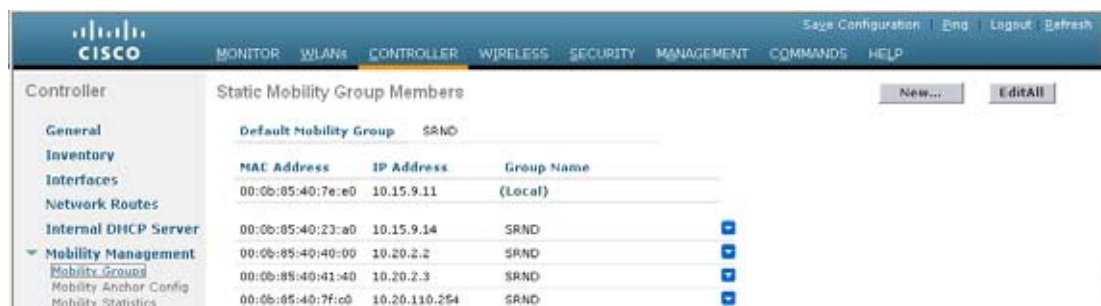 Save Configuration | Ping | Logout | Refresh
CISCO
MONITOR WLANs CONTROLLER WIRELESS SECURITY MANAGEMENT COMMANDS HELP
Controller
General
Inventory
Interfaces
Network Routes
Internal DHCP Server
Mobility Management
Mobility Groups
Mobility Anchor Config
Mobility Statistics
Static Mobility Group Members
New...
EditAll
Default Mobility Group SRND
MAC Address IP Address Group Name
00:0b:85:40:7e:e0 10.15.9.11 (Local)
00:0b:85:40:23:a0 10.15.9.14 SRND
00:0b:85:40:40:00 10.20.2.2 SRND
00:0b:85:40:41:40 10.20.2.3 SRND
00:0b:85:40:7f:c0 10.20.110.254 SRND